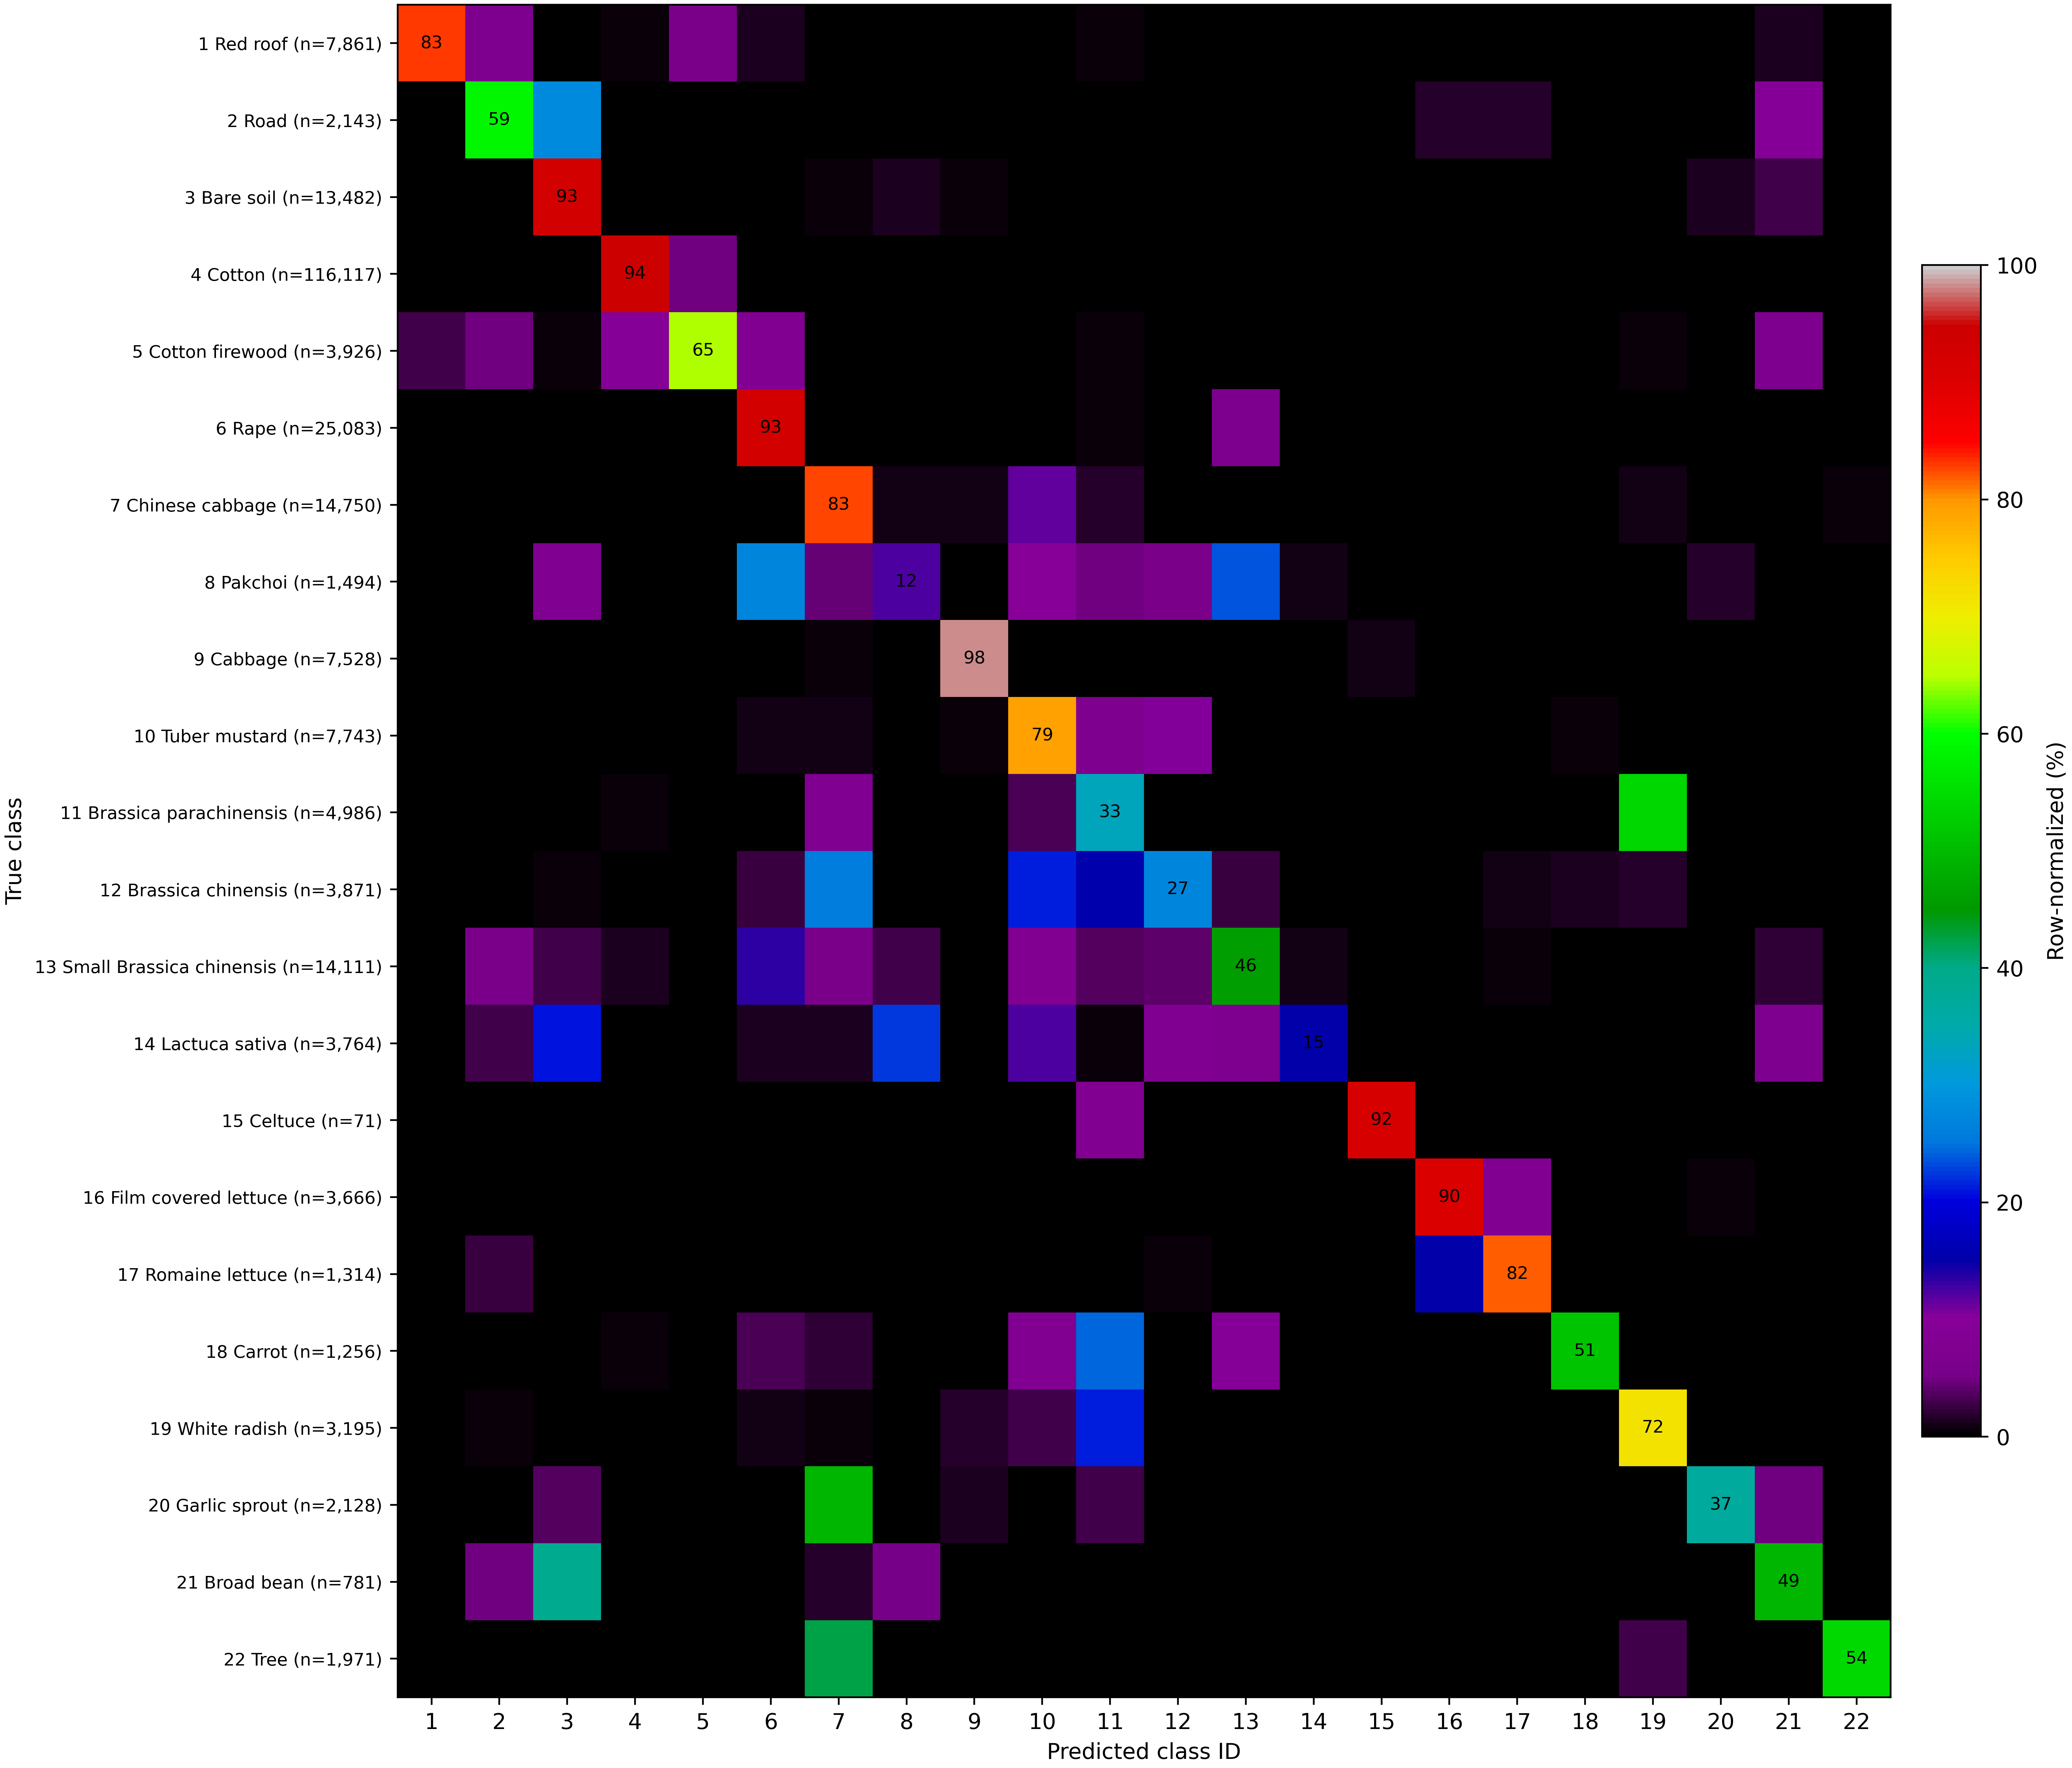 1 Red roof (n=7,861)
83
2 Road (n=2,143)
59
3 Bare soil (n=13,482)
93
4 Cotton (n=116,117)
94
5 Cotton firewood (n=3,926)
65
6 Rape (n=25,083)
93
7 Chinese cabbage (n=14,750)
83
8 Pakchoi (n=1,494)
12
9 Cabbage (n=7,528)
98
10 Tuber mustard (n=7,743)
79
11 Brassica parachinensis (n=4,986)
33
12 Brassica chinensis (n=3,871)
27
13 Small Brassica chinensis (n=14,111)
46
14 Lactuca sativa (n=3,764)
15
15 Celtuce (n=71)
92
16 Film covered lettuce (n=3,666)
90
17 Romaine lettuce (n=1,314)
82
18 Carrot (n=1,256)
51
19 White radish (n=3,195)
72
20 Garlic sprout (n=2,128)
37
21 Broad bean (n=781)
49
22 Tree (n=1,971)
54
True class
1 2 3 4 5 6 7 8 9 10 11 12 13 14 15 16 17 18 19 20 21 22
Predicted class ID
100
80
60
40
20
0
Row-normalized (%)